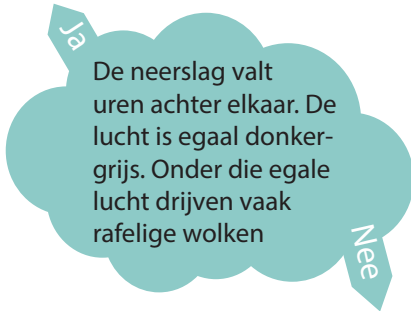 Ja
De neerslag valt
uren achter elkaar. De
lucht is egaal donker-
grijs. Onder die egale
lucht drijven vaak
rafelige wolken
Nee